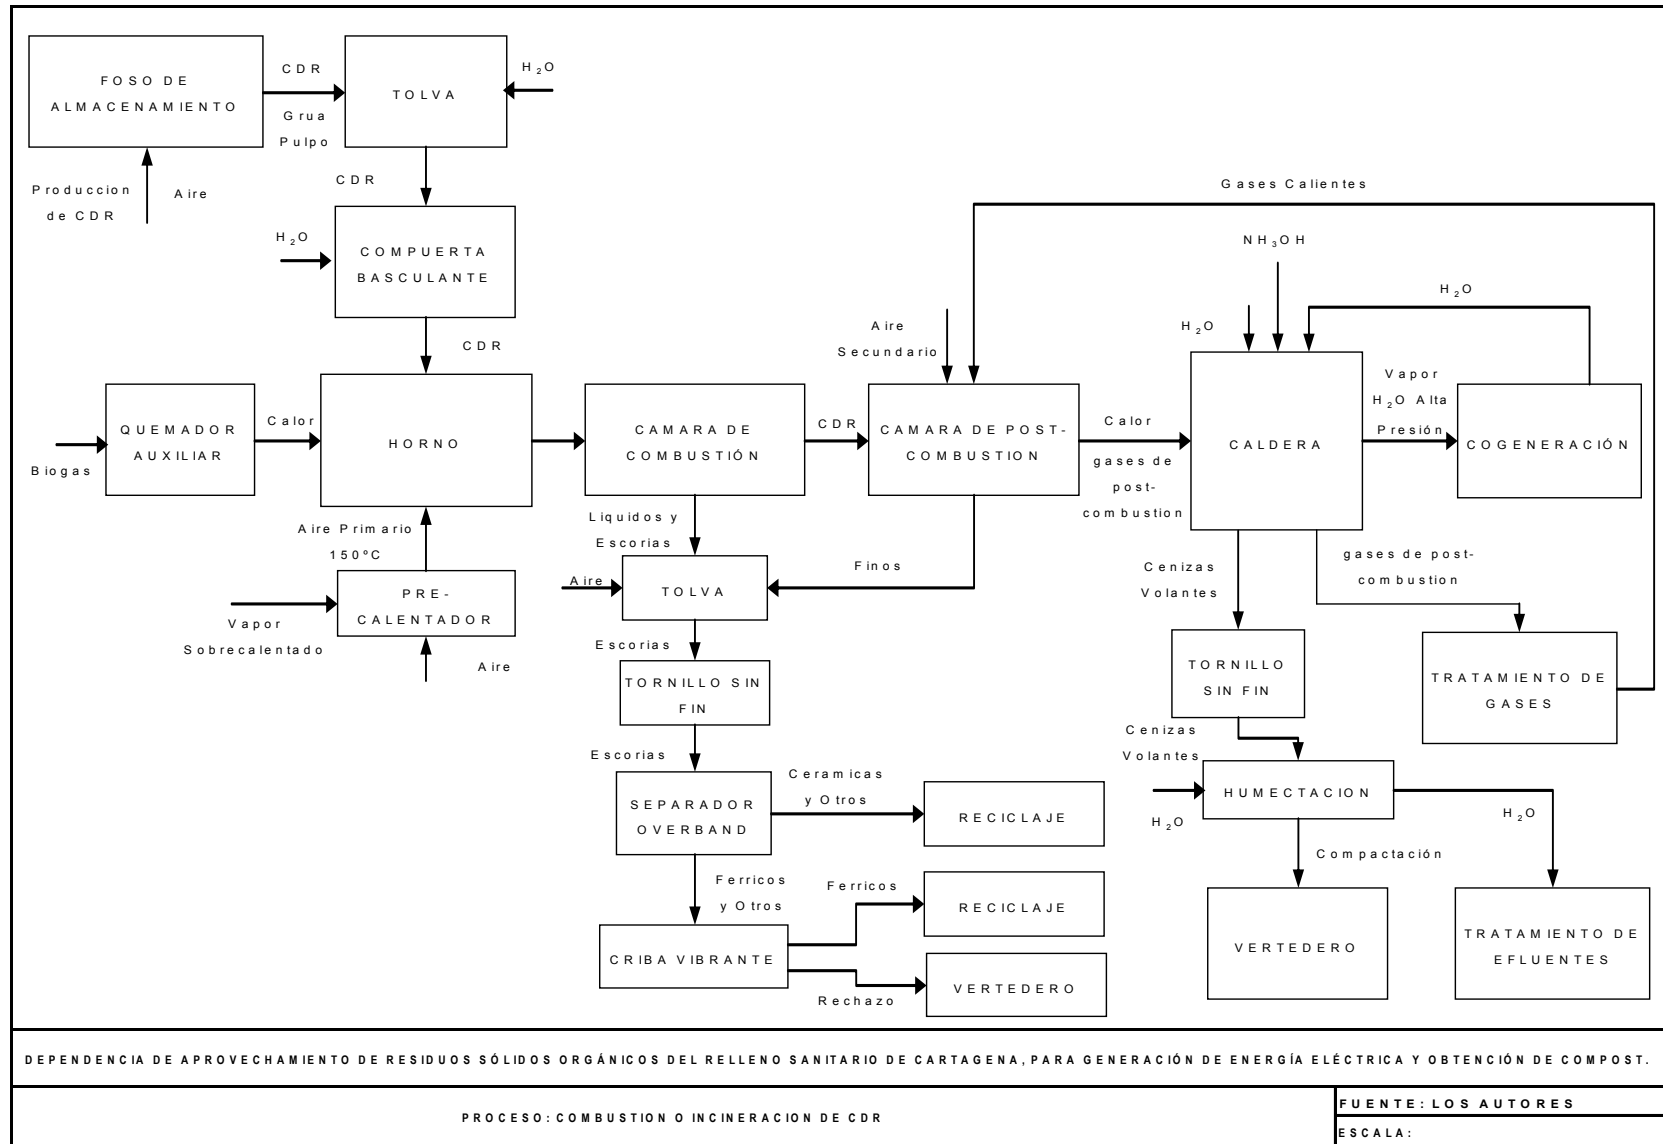 FOSO DE
ALMACENAMIENTO
CDR
Grua
Pulpo
TOLVA
H₂O
Produccion
de CDR
Aire
CDR
H₂O
COMPUERTA
BASCULANTE
CDR
Gases Calientes
NH₃OH
H₂O
H₂O
Aire
Secundario
Biogas
QUEMADOR
AUXILIAR
Calor
HORNO
CAMARA DE
COMBUSTIÓN
CDR
CAMARA DE POST-
COMBUSTION
Calor
gases de
post-
combustion
CALDERA
Vapor
H₂O Alta
Presión
COGENERACIÓN
Aire Primario
150ºC
PRE-
CALENTADOR
Vapor
Sobrecalentado
Aire
Liquidos y
Escorias
Aire
TOLVA
Finos
Escorias
TORNILLO SIN
FIN
Escorias
SEPARADOR
OVERBAND
Ceramicas
y Otros
RECICLAJE
Ferricos
y Otros
CRIBA VIBRANTE
Ferricos
RECICLAJE
Rechazo
VERTEDERO
Cenizas
Volantes
gases de post-
combustion
TORNILLO
SIN FIN
TRATAMIENTO DE
GASES
Cenizas
Volantes
H₂O
HUMECTACION
H₂O
Compactación
VERTEDERO
TRATAMIENTO DE
EFLUENTES
DEPENDENCIA DE APROVECHAMIENTO DE RESIDUOS SÓLIDOS ORGÁNICOS DEL RELLENO SANITARIO DE CARTAGENA, PARA GENERACIÓN DE ENERGÍA ELÉCTRICA Y OBTENCIÓN DE COMPOST.
PROCESO: COMBUSTION O INCINERACION DE CDR
FUENTE: LOS AUTORES
ESCALA: